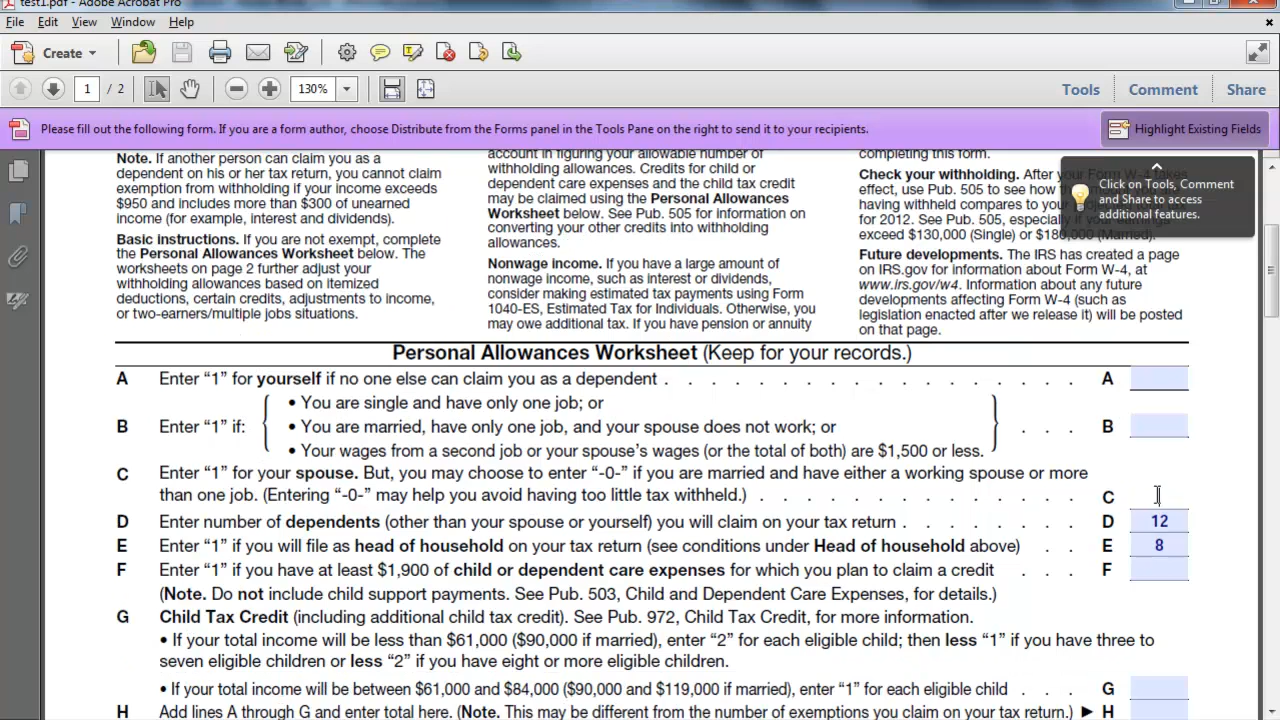 test1.pdf - Adobe Acrobat Pro
File Edit View Window Help
Create
1 / 2 130% Tools Comment Share
Please fill out the following form. If you are a form author, choose Distribute from the Forms panel in the Tools Pane on the right to send it to your recipients.
Highlight Existing Fields
Click on Tools, Comment
and Share to access
additional features.
Note. If another person can claim you as a
dependent on his or her tax return, you cannot claim
exemption from withholding if your income exceeds
$950 and includes more than $300 of unearned
income (for example, interest and dividends).
Basic instructions. If you are not exempt, complete
the Personal Allowances Worksheet below. The
worksheets on page 2 further adjust your
withholding allowances based on itemized
deductions, certain credits, adjustments to income,
or two-earners/multiple jobs situations.
account in figuring your allowable number of
withholding allowances. Credits for child or
dependent care expenses and the child tax credit
may be claimed using the Personal Allowances
Worksheet below. See Pub. 505 for information on
converting your other credits into withholding
allowances.
Nonwage income. If you have a large amount of
nonwage income, such as interest or dividends,
consider making estimated tax payments using Form
1040-ES, Estimated Tax for Individuals. Otherwise, you
may owe additional tax. If you have pension or annuity
completing this form.
Check your withholding. After your Form W-4 takes
effect, use Pub. 505 to see how the
having withheld compares to your
for 2012. See Pub. 505, especially if your earnings
exceed $130,000 (Single) or $180,000 (Married).
Future developments. The IRS has created a page
on IRS.gov for information about Form W-4, at
www.irs.gov/w4. Information about any future
developments affecting Form W-4 (such as
legislation enacted after we release it) will be posted
on that page.
Personal Allowances Worksheet (Keep for your records.)
A Enter “1” for yourself if no one else can claim you as a dependent . . . . . . . . . . . . . . . . . . A
• You are single and have only one job; or
B Enter “1” if: • You are married, have only one job, and your spouse does not work; or . . . B
• Your wages from a second job or your spouse’s wages (or the total of both) are $1,500 or less.
C Enter “1” for your spouse. But, you may choose to enter “-0-” if you are married and have either a working spouse or more
than one job. (Entering “-0-” may help you avoid having too little tax withheld.) . . . . . . . . . . . . . . C
D Enter number of dependents (other than your spouse or yourself) you will claim on your tax return . . . . . . . . D 12
E Enter “1” if you will file as head of household on your tax return (see conditions under Head of household above) . . E 8
F Enter “1” if you have at least $1,900 of child or dependent care expenses for which you plan to claim a credit . . . F
(Note. Do not include child support payments. See Pub. 503, Child and Dependent Care Expenses, for details.)
G Child Tax Credit (including additional child tax credit). See Pub. 972, Child Tax Credit, for more information.
• If your total income will be less than $61,000 ($90,000 if married), enter “2” for each eligible child; then less “1” if you have three to
seven eligible children or less “2” if you have eight or more eligible children.
• If your total income will be between $61,000 and $84,000 ($90,000 and $119,000 if married), enter “1” for each eligible child . . . G
H Add lines A through G and enter total here. (Note. This may be different from the number of exemptions you claim on your tax return.) ▶ H